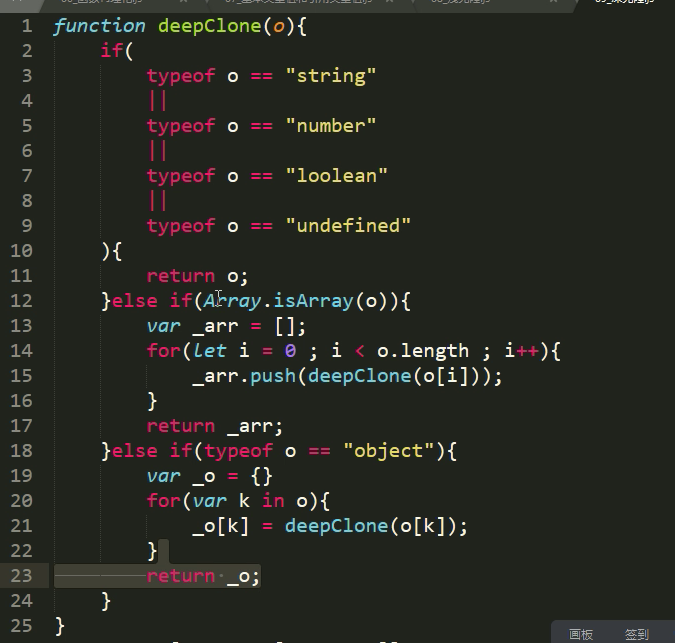 1 function deepClone(o){
2 if(
3 typeof o == "string"
4 ||
5 typeof o == "number"
6 ||
7 typeof o == "loolean"
8 ||
9 typeof o == "undefined"
10 ){
11 return o;
12 }else if(Array.isArray(o)){
13 var _arr = [];
14 for(let i = 0 ; i < o.length ; i++){
15 _arr.push(deepClone(o[i]));
16 }
17 return _arr;
18 }else if(typeof o == "object"){
19 var _o = {}
20 for(var k in o){
21 _o[k] = deepClone(o[k]);
22 }
23 return _o;
24 }
25 }
画板 签到